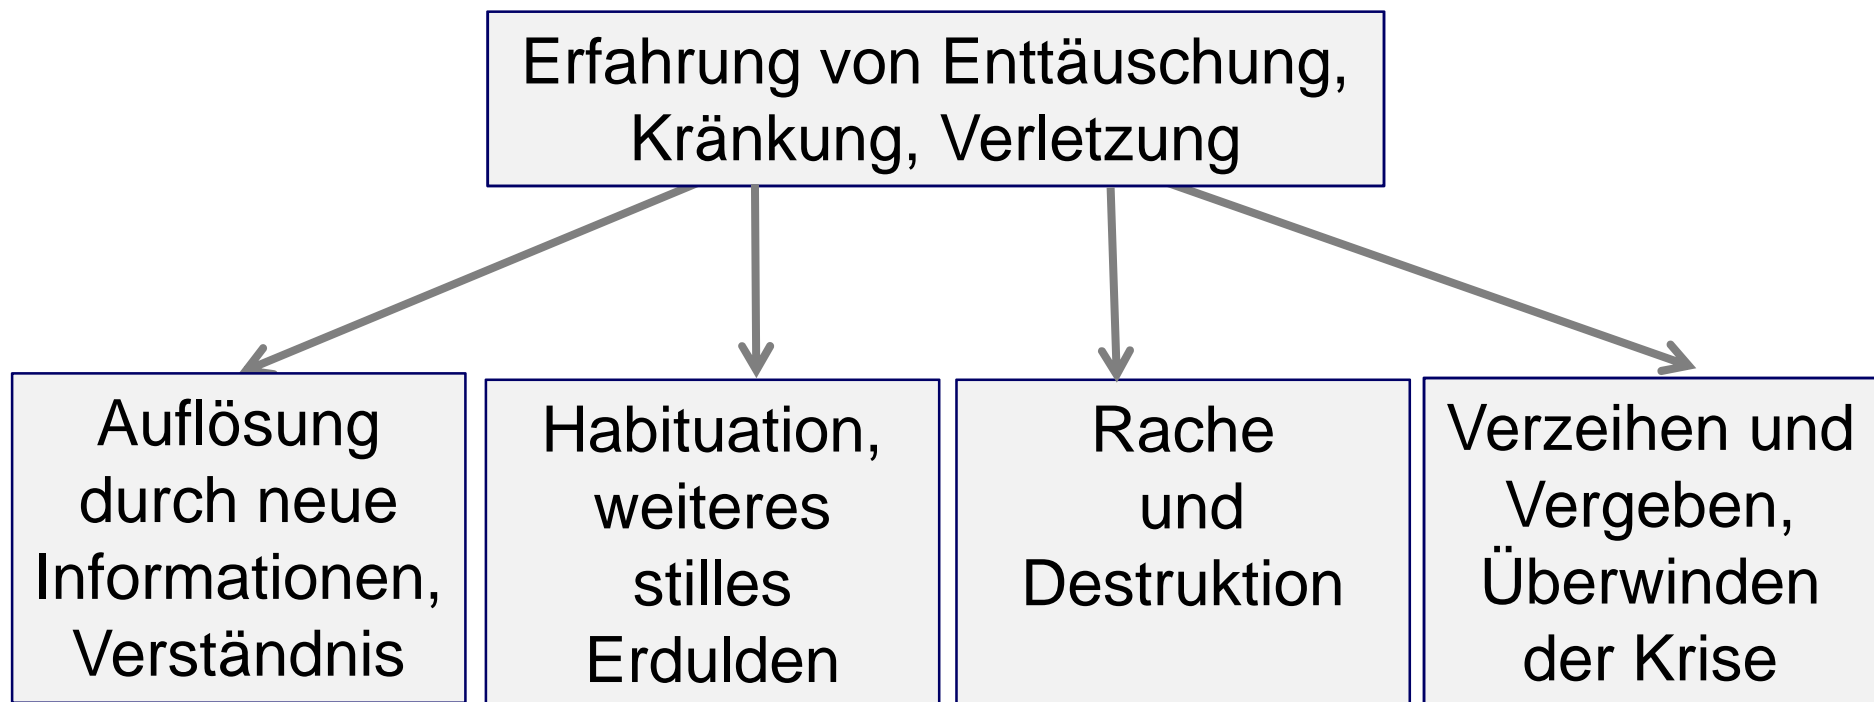 Erfahrung von Enttäuschung,
Kränkung, Verletzung
Auflösung
durch neue
Informationen,
Verständnis
Habituation,
weiteres
stilles
Erdulden
Rache
und
Destruktion
Verzeihen und
Vergeben,
Überwinden
der Krise